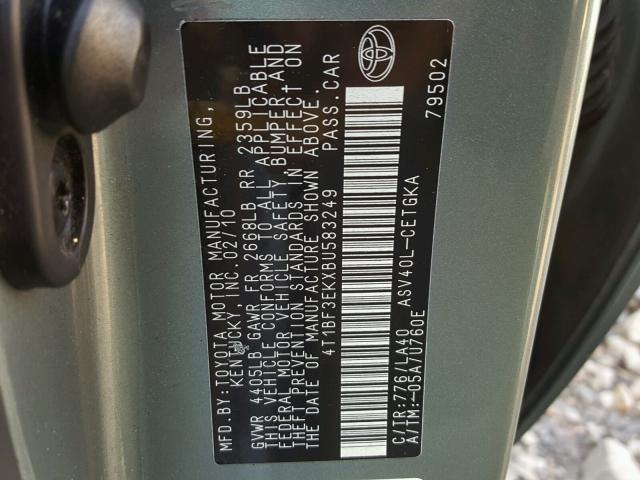 MFD. BY: TOYOTA MOTOR MANUFACTURING,
KENTUCKY, INC. 02/10
GVWR 4405LB GAWR FR 2668LB RR 2359LB
THIS VEHICLE CONFORMS TO ALL APPLICABLE
FEDERAL MOTOR VEHICLE SAFETY, BUMPER AND
THEFT PREVENTION STANDARDS IN EFFECT ON
THE DATE OF MANUFACTURE SHOWN ABOVE.
4T1BF3EKXBU583249 PASS. CAR
C/TR:776/LA40 ASV40L-CETGKA
A/TM:-05A/U760E
79502